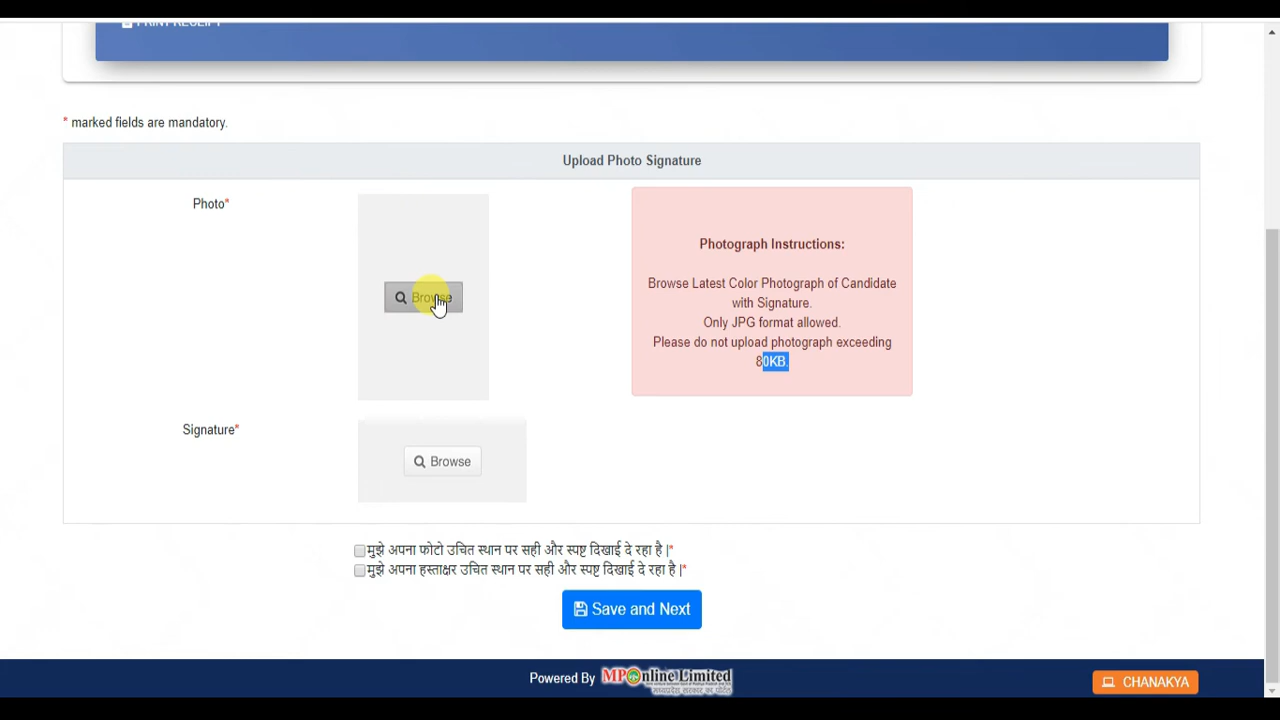 PRINT RECEIPT
* marked fields are mandatory.
Upload Photo Signature
Photo*
Browse
Photograph Instructions:
Browse Latest Color Photograph of Candidate
with Signature.
Only JPG format allowed.
Please do not upload photograph exceeding
80KB.
Signature*
Browse
मुझे अपना फोटो उचित स्थान पर सही और स्पष्ट दिखाई दे रहा है |*
मुझे अपना हस्ताक्षर उचित स्थान पर सही और स्पष्ट दिखाई दे रहा है |*
Save and Next
Powered By MPOnline Limited
CHANAKYA